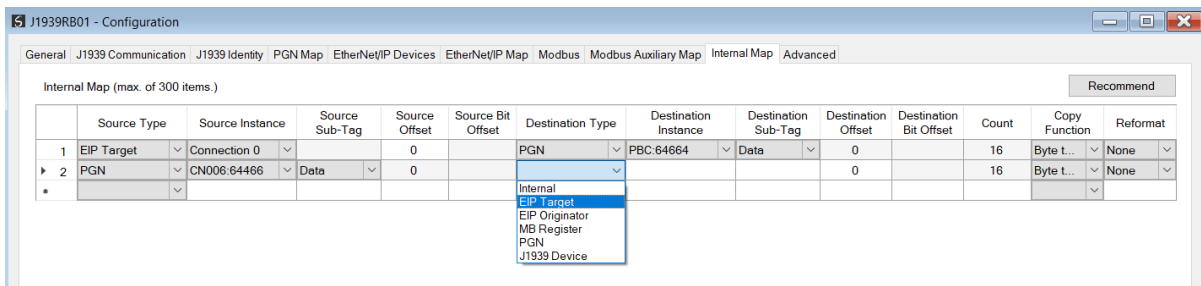 J1939RB01 - Configuration
General J1939 Communication J1939 Identity PGN Map EtherNet/IP Devices EtherNet/IP Map Modbus Modbus Auxiliary Map Internal Map Advanced
Internal Map (max. of 300 items.) Recommend
Source Type Source Instance Source Sub-Tag Source Offset Source Bit Offset Destination Type Destination Instance Destination Sub-Tag Destination Offset Destination Bit Offset Count Copy Function Reformat
1 EIP Target Connection 0 0 PGN PBC:64664 Data 0 16 Byte t... None
2 PGN CN006:64466 Data 0 0 16 Byte t... None
Internal
EIP Target
EIP Originator
MB Register
PGN
J1939 Device